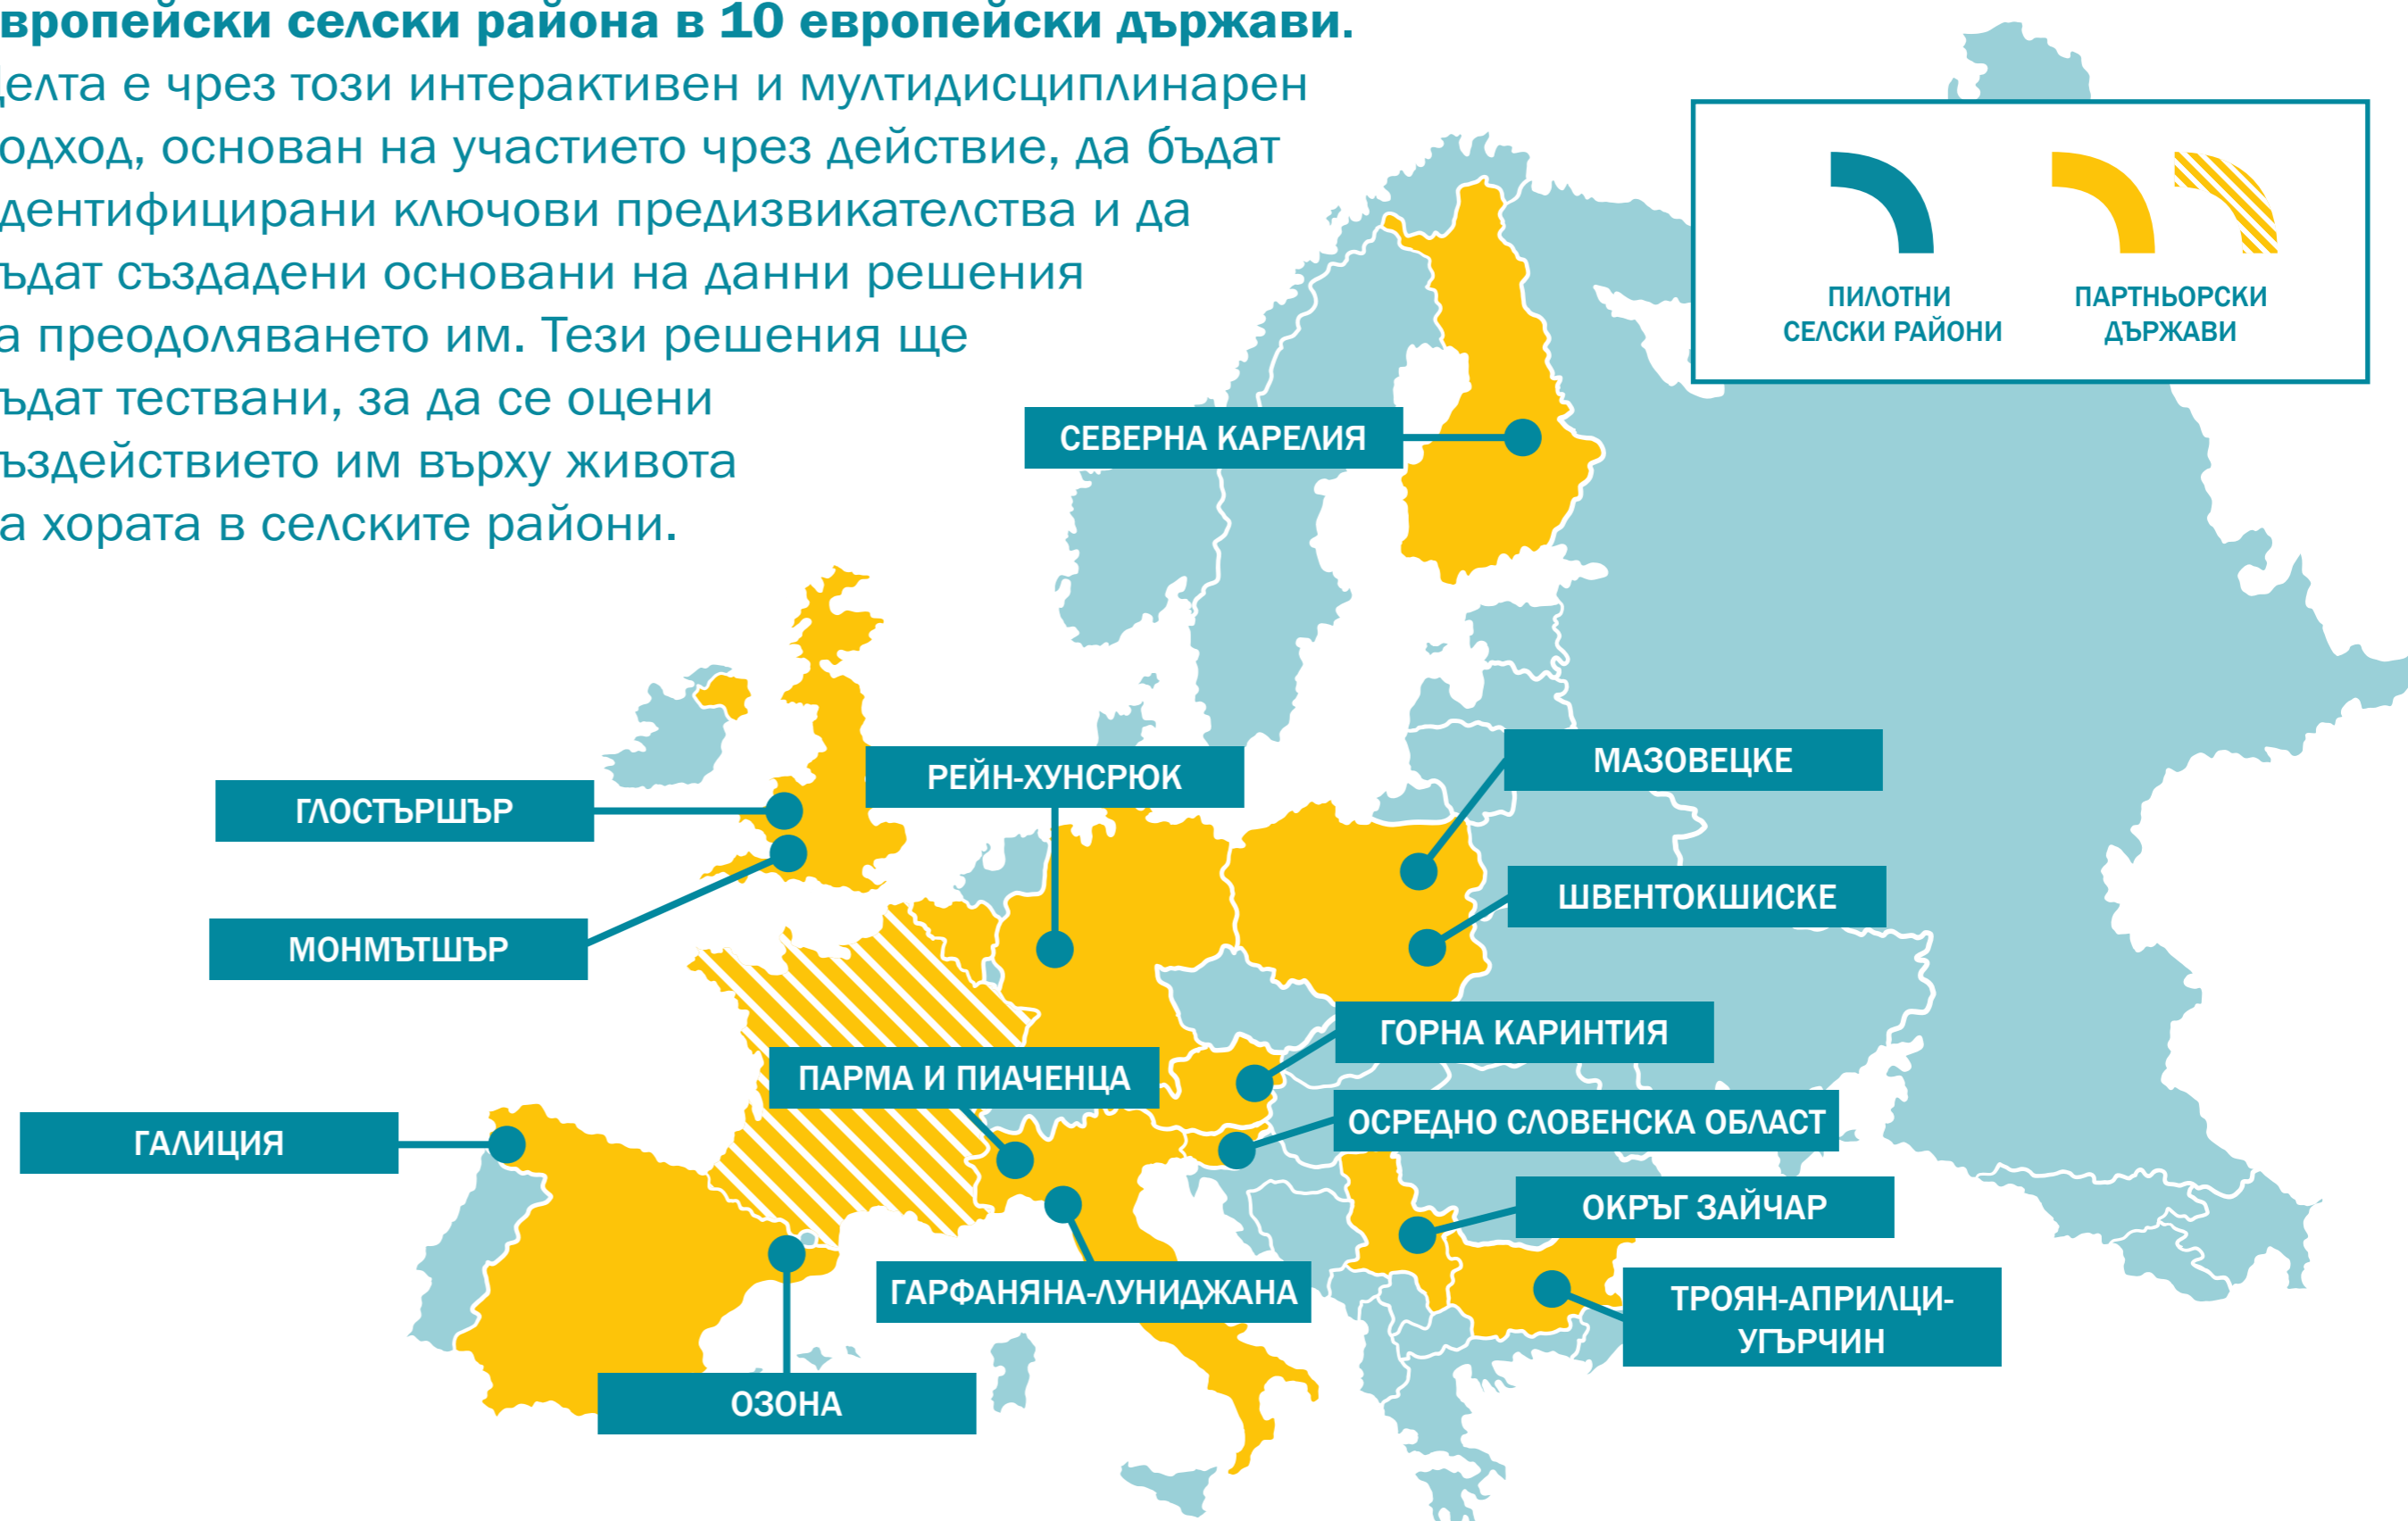 вропейски селски района в 10 европейски държави.
елта е чрез този интерактивен и мултидисциплинарен
одход, основан на участието чрез действие, да бъдат
дентифицирани ключови предизвикателства и да
ъдат създадени основани на данни решения
а преодоляването им. Тези решения ще
ъдат тествани, за да се оцени
ъздействието им върху живота
а хората в селските райони.
ПИЛОТНИ
СЕЛСКИ РАЙОНИ
ПАРТНЬОРСКИ
ДЪРЖАВИ
СЕВЕРНА КАРЕЛИЯ
РЕЙН-ХУНСРЮК
МАЗОВЕЦКЕ
ГЛОСТЪРШЪР
ШВЕНТОКШИСКЕ
МОНМЪТШЪР
ГОРНА КАРИНТИЯ
ПАРМА И ПИАЧЕНЦА
ОСРЕДНО СЛОВЕНСКА ОБЛАСТ
ГАЛИЦИЯ
ОКРЪГ ЗАЙЧАР
ГАРФАНЯНА-ЛУНИДЖАНА
ТРОЯН-АПРИЛЦИ-
УГЪРЧИН
ОЗОНА